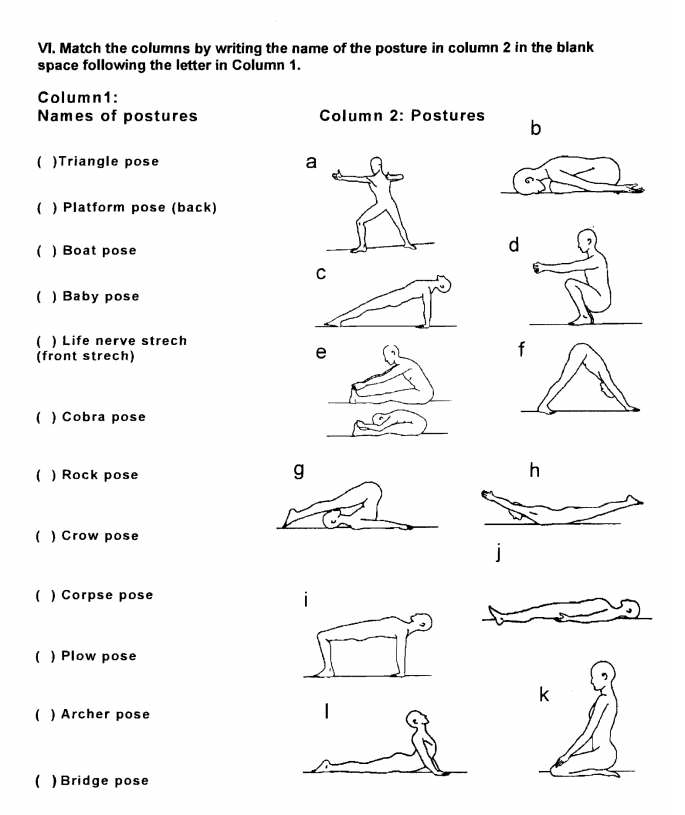 VI. Match the columns by writing the name of the posture in column 2 in the blank
space following the letter in Column 1.
Column1:
Names of postures
Column 2: Postures
( )Triangle pose
( ) Platform pose (back)
( ) Boat pose
( ) Baby pose
( ) Life nerve strech
(front strech)
( ) Cobra pose
( ) Rock pose
( ) Crow pose
( ) Corpse pose
( ) Plow pose
( ) Archer pose
( ) Bridge pose
a
b
c
d
e
f
g
h
i
j
l
k